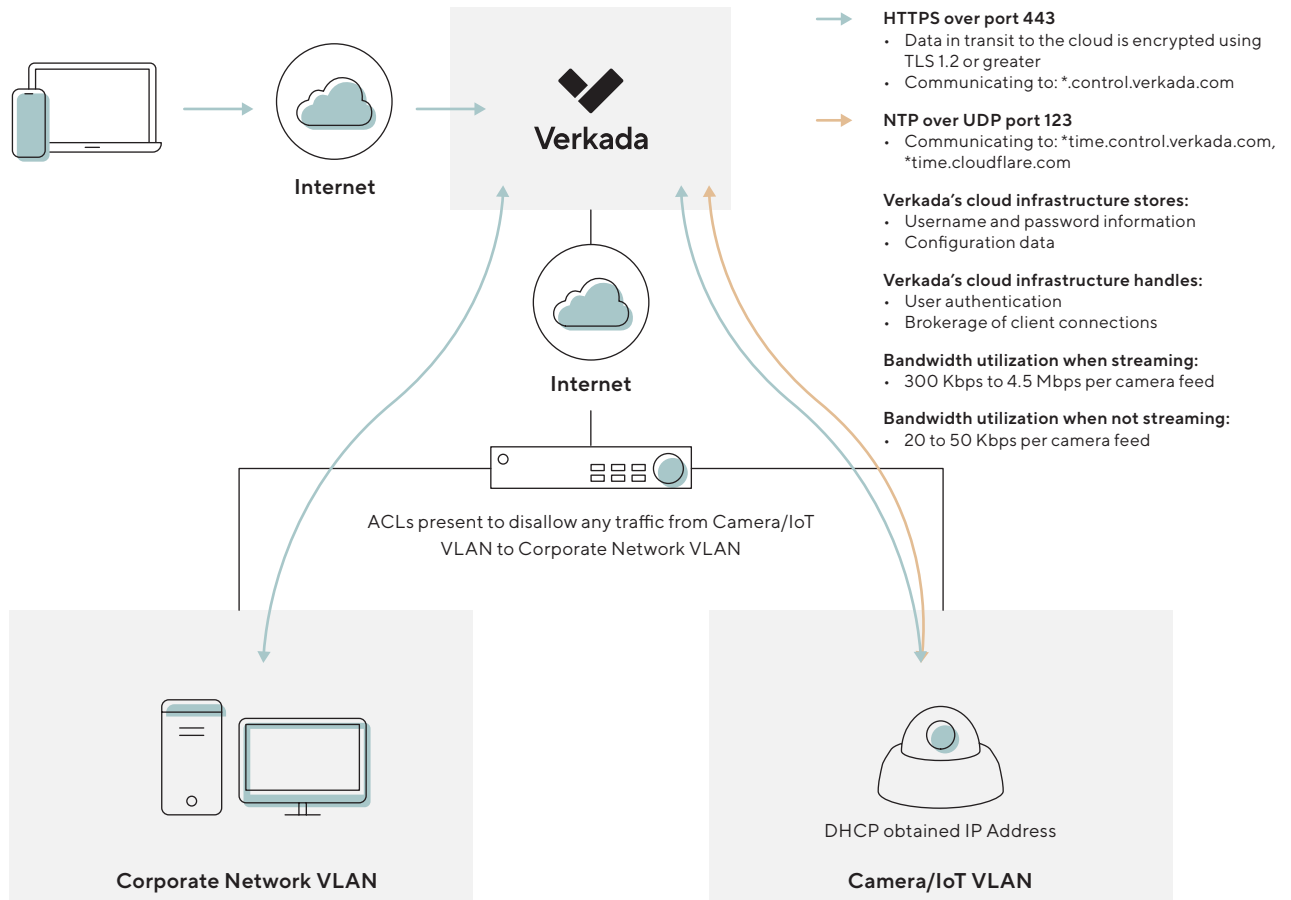 Verkada
Internet
Internet
HTTPS over port 443
• Data in transit to the cloud is encrypted using
TLS 1.2 or greater
• Communicating to: *.control.verkada.com
NTP over UDP port 123
• Communicating to: *time.control.verkada.com,
*time.cloudflare.com
Verkada’s cloud infrastructure stores:
• Username and password information
• Configuration data
Verkada’s cloud infrastructure handles:
• User authentication
• Brokerage of client connections
Bandwidth utilization when streaming:
• 300 Kbps to 4.5 Mbps per camera feed
Bandwidth utilization when not streaming:
• 20 to 50 Kbps per camera feed
ACLs present to disallow any traffic from Camera/IoT
VLAN to Corporate Network VLAN
Corporate Network VLAN
DHCP obtained IP Address
Camera/IoT VLAN